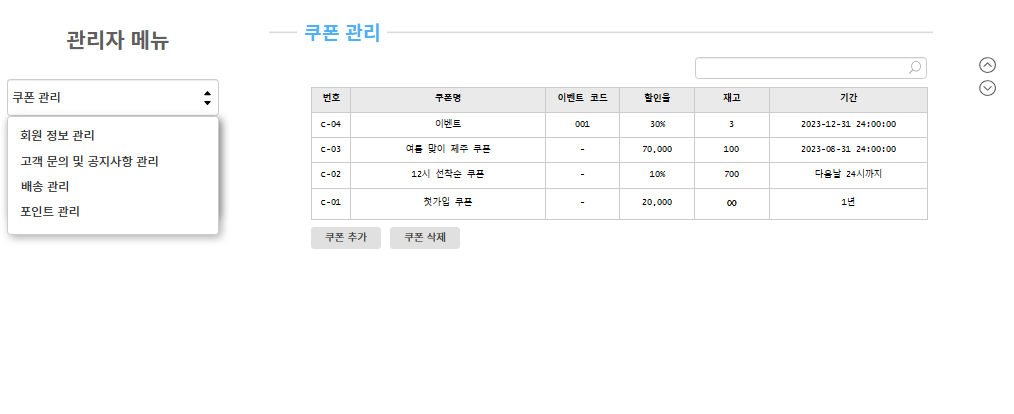 관리자 메뉴
쿠폰 관리
회원 정보 관리
고객 문의 및 공지사항 관리
배송 관리
포인트 관리
쿠폰 관리
번호 쿠폰명 이벤트 코드 할인율 재고 기간
c-04 이벤트 001 30% 3 2023-12-31 24:00:00
c-03 여름 맞이 제주 쿠폰 - 70,000 100 2023-08-31 24:00:00
c-02 12시 선착순 쿠폰 - 10% 700 다음날 24시까지
c-01 첫가입 쿠폰 - 20,000 ∞ 1년
쿠폰 추가 쿠폰 삭제